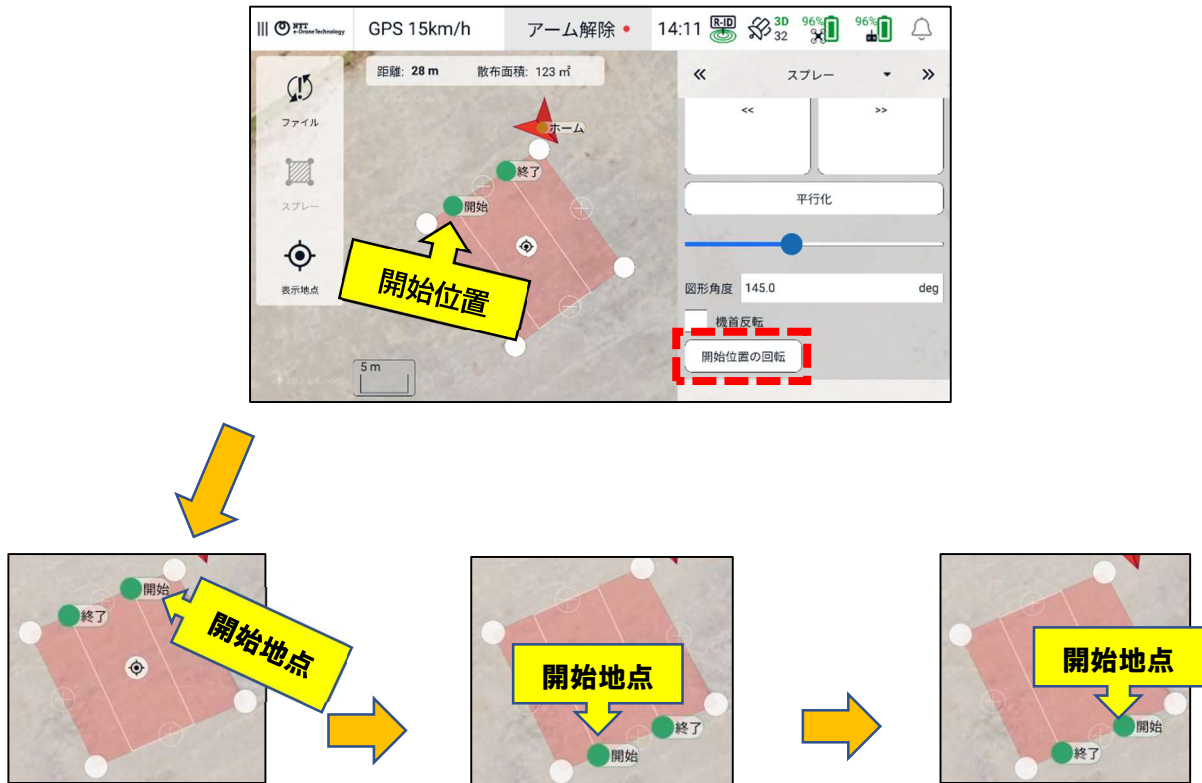 NTT e-Drone Technology
GPS 15km/h
アーム解除
14:11
R-ID
3D
32
96%
96%
ファイル
スプレー
表示地点
距離: 28 m 散布面積: 123 ㎡
ホーム
終了
開始
開始位置
5 m
«
スプレー
»
<<
>>
平行化
図形角度 145.0 deg
機首反転
開始位置の回転
開始
終了
開始地点
開始地点
終了
開始
開始地点
開始
終了